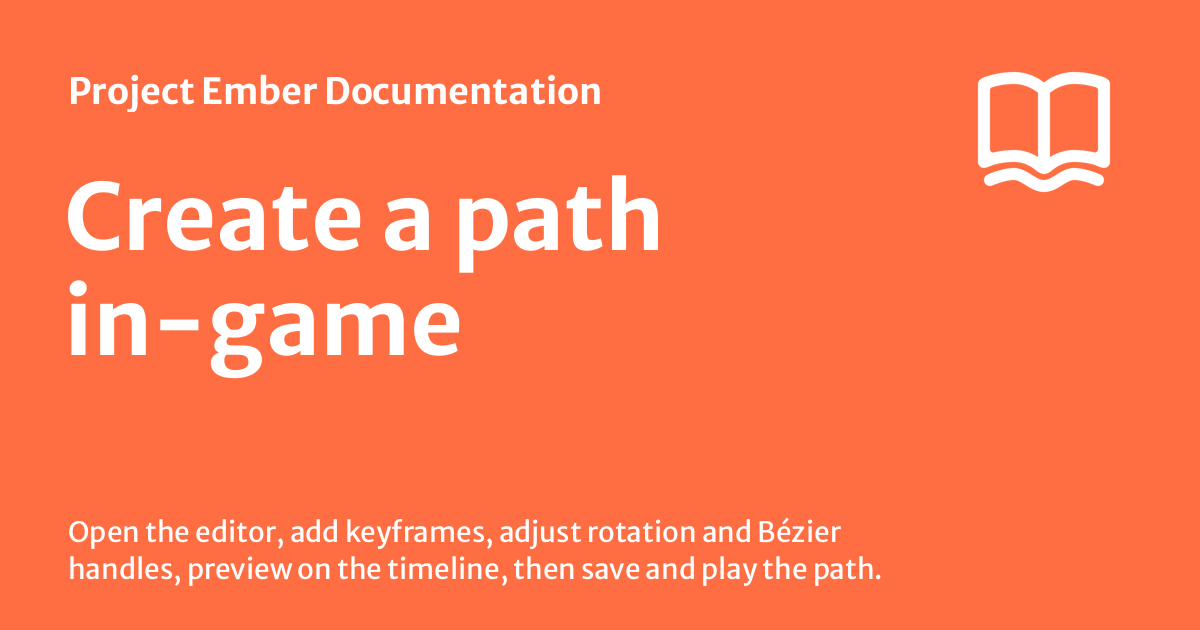 Project Ember Documentation
Create a path
in-game
Open the editor, add keyframes, adjust rotation and Bézier
handles, preview on the timeline, then save and play the path.